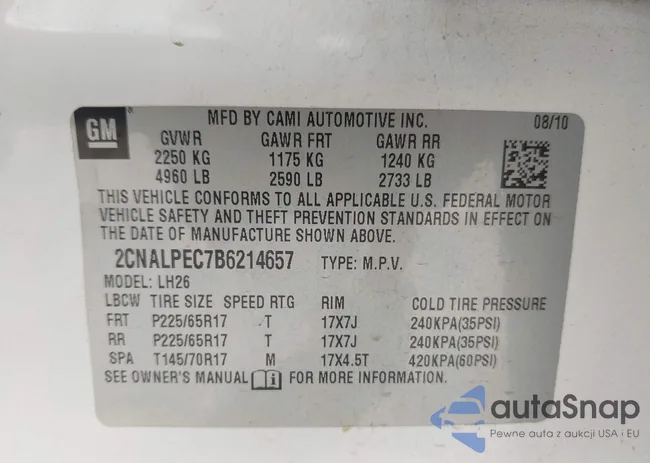 GM
®
MFD BY CAMI AUTOMOTIVE INC. 08/10
GVWR GAWR FRT GAWR RR
2250 KG 1175 KG 1240 KG
4960 LB 2590 LB 2733 LB
THIS VEHICLE CONFORMS TO ALL APPLICABLE U.S. FEDERAL MOTOR
VEHICLE SAFETY AND THEFT PREVENTION STANDARDS IN EFFECT ON
THE DATE OF MANUFACTURE SHOWN ABOVE.
2CNALPEC7B6214657 TYPE: M.P.V.
MODEL: LH26
LBCW TIRE SIZE SPEED RTG RIM COLD TIRE PRESSURE
FRT P225/65R17 T 17X7J 240KPA(35PSI)
RR P225/65R17 T 17X7J 240KPA(35PSI)
SPA T145/70R17 M 17X4.5T 420KPA(60PSI)
SEE OWNER'S MANUAL i FOR MORE INFORMATION.
autaSnap
Pewne auta z aukcji USA i EU